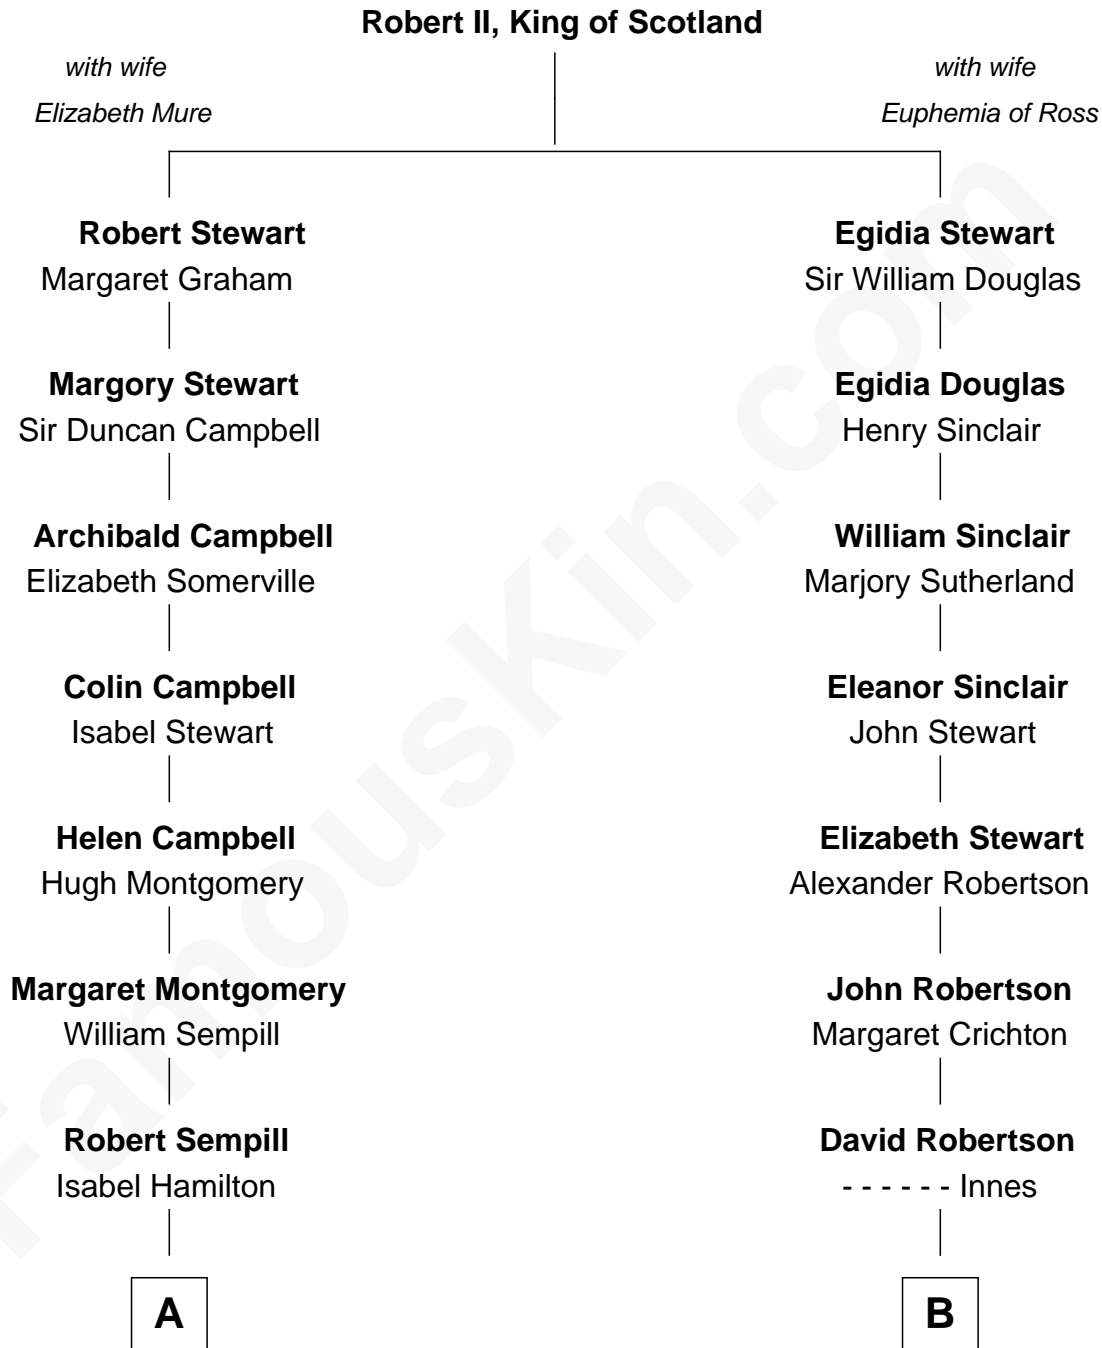 Robert II, King of Scotland
with wife
Elizabeth Mure
with wife
Euphemia of Ross
Robert Stewart
Margaret Graham
Egidia Stewart
Sir William Douglas
Margory Stewart
Sir Duncan Campbell
Egidia Douglas
Henry Sinclair
Archibald Campbell
Elizabeth Somerville
William Sinclair
Marjory Sutherland
Colin Campbell
Isabel Stewart
Eleanor Sinclair
John Stewart
Helen Campbell
Hugh Montgomery
Elizabeth Stewart
Alexander Robertson
Margaret Montgomery
William Sempill
John Robertson
Margaret Crichton
Robert Sempill
Isabel Hamilton
David Robertson
- - - - - - Innes
A
B
FamousKin.com